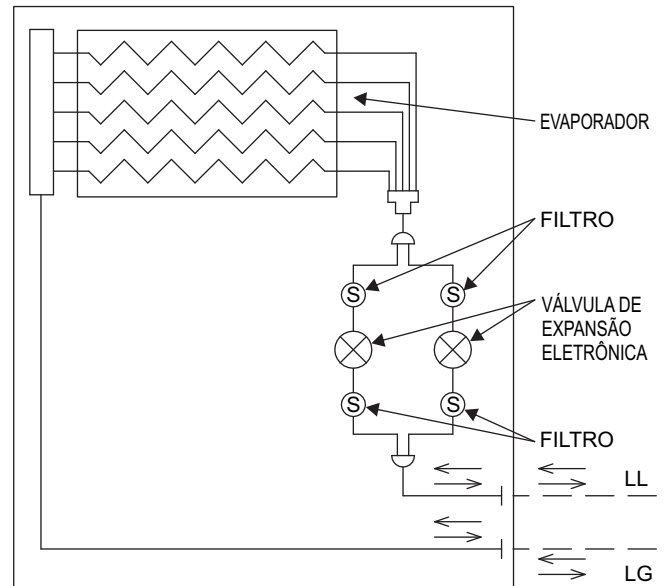 EVAPORADOR
FILTRO
S S
VÁLVULA DE
EXPANSÃO
ELETRÔNICA
S S
FILTRO
LL
LG